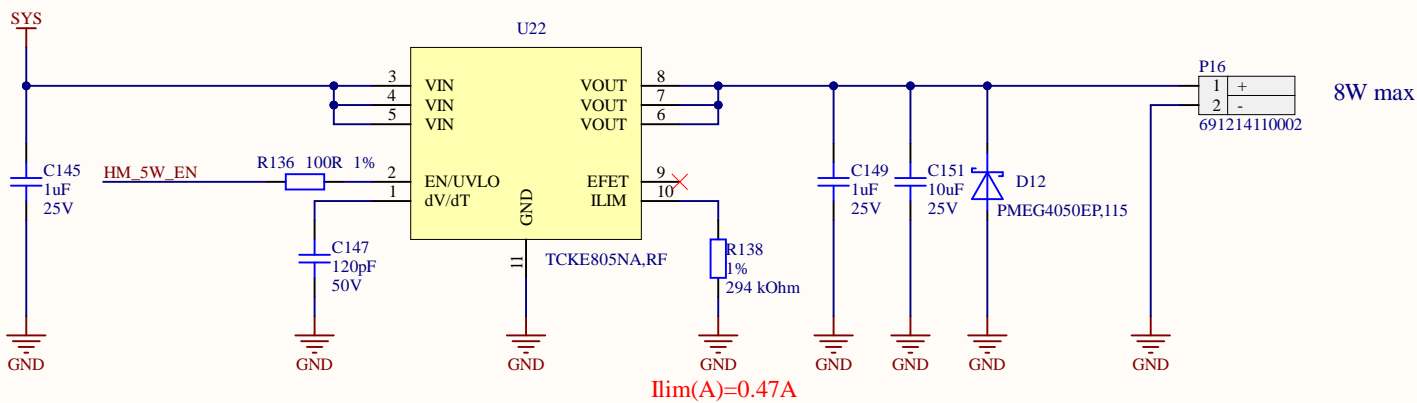 SYS
U22
3 VIN VOUT 8
4 VIN VOUT 7
5 VIN VOUT 6
P16
1 +
2 -
691214110002
8W max
C145
1uF
25V
HM_5W_EN
R136 100R 1%
2 EN/UVLO EFET 9
1 dV/dT ILIM 10
GND
11
TCKE805NA,RF
C147
120pF
50V
R138
1%
294 kOhm
C149
1uF
25V
C151
10uF
25V
D12
PMEG4050EP,115
GND
GND
GND
GND
GND
GND
GND
GND
Ilim(A)=0.47A